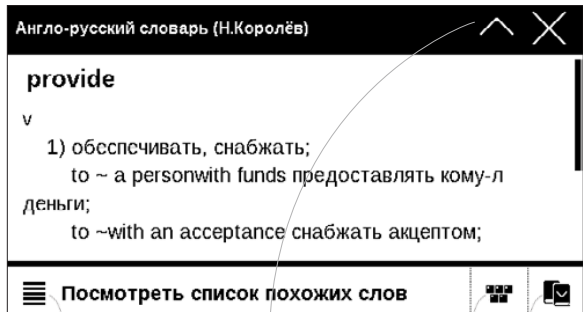 Англо-русский словарь (Н.Королёв)
provide
v
1) обеспечивать, снабжать;
to ~ a personwith funds предоставлять кому-л
деньги;
to ~with an acceptance снабжать акцептом;
Посмотреть список похожих слов